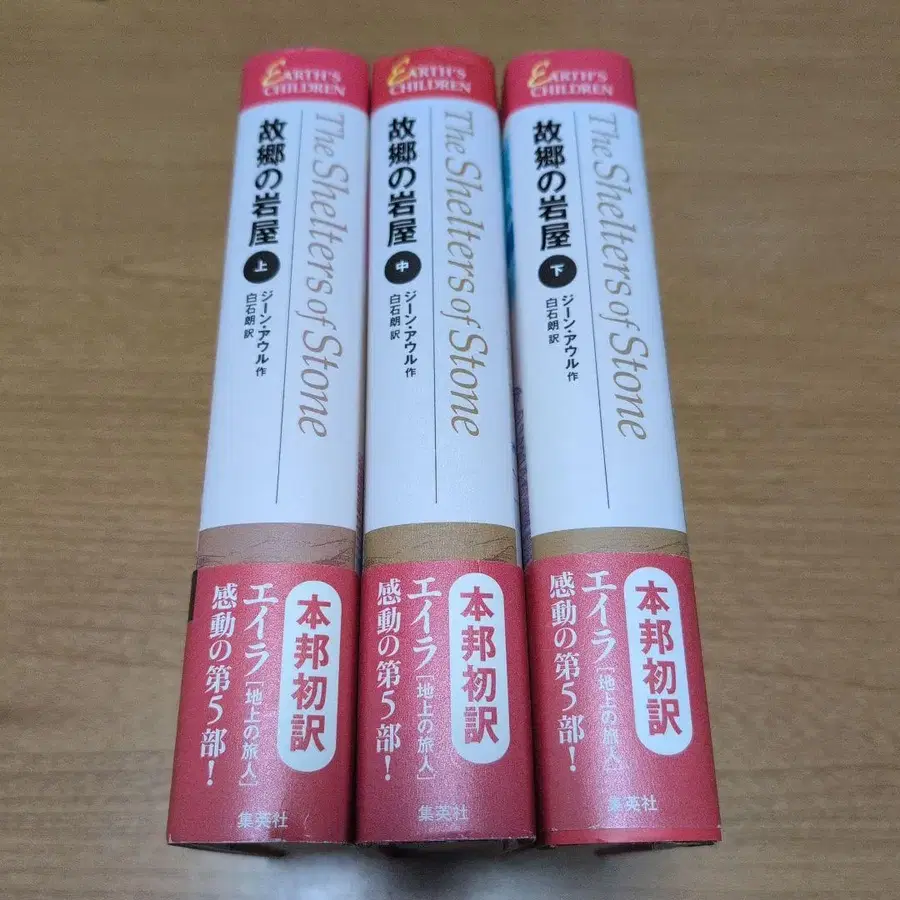 EARTH'S
CHILDREN
The Shelters of Stone
故郷の岩屋 上
ジーン・アウル 作
白石朗 訳
本邦初訳
エイラ[地上の旅人]
感動の第5部!
集英社
EARTH'S
CHILDREN
The Shelters of Stone
故郷の岩屋 中
ジーン・アウル 作
白石朗 訳
本邦初訳
エイラ[地上の旅人]
感動の第5部!
集英社
EARTH'S
CHILDREN
The Shelters of Stone
故郷の岩屋 下
ジーン・アウル 作
白石朗 訳
本邦初訳
エイラ[地上の旅人]
感動の第5部!
集英社